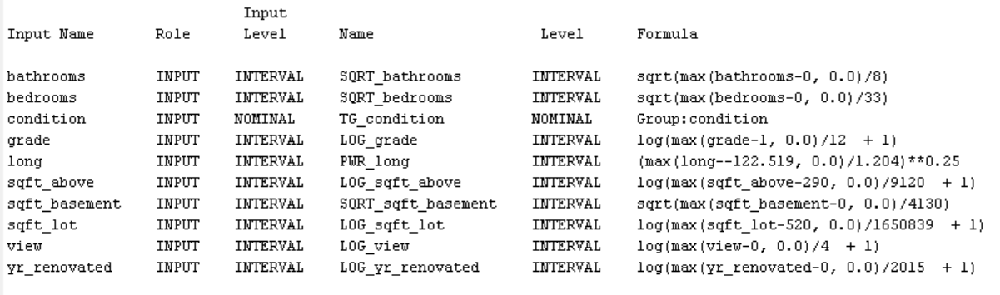 Input
Input Name Role Level Name Level Formula
bathrooms INPUT INTERVAL SQRT_bathrooms INTERVAL sqrt(max(bathrooms-0, 0.0)/8)
bedrooms INPUT INTERVAL SQRT_bedrooms INTERVAL sqrt(max(bedrooms-0, 0.0)/33)
condition INPUT NOMINAL TG_condition NOMINAL Group:condition
grade INPUT INTERVAL LOG_grade INTERVAL log(max(grade-1, 0.0)/12 + 1)
long INPUT INTERVAL PWR_long INTERVAL (max(long--122.519, 0.0)/1.204)**0.25
sqft_above INPUT INTERVAL LOG_sqft_above INTERVAL log(max(sqft_above-290, 0.0)/9120 + 1)
sqft_basement INPUT INTERVAL SQRT_sqft_basement INTERVAL sqrt(max(sqft_basement-0, 0.0)/4130)
sqft_lot INPUT INTERVAL LOG_sqft_lot INTERVAL log(max(sqft_lot-520, 0.0)/1650839 + 1)
view INPUT INTERVAL LOG_view INTERVAL log(max(view-0, 0.0)/4 + 1)
yr_renovated INPUT INTERVAL LOG_yr_renovated INTERVAL log(max(yr_renovated-0, 0.0)/2015 + 1)